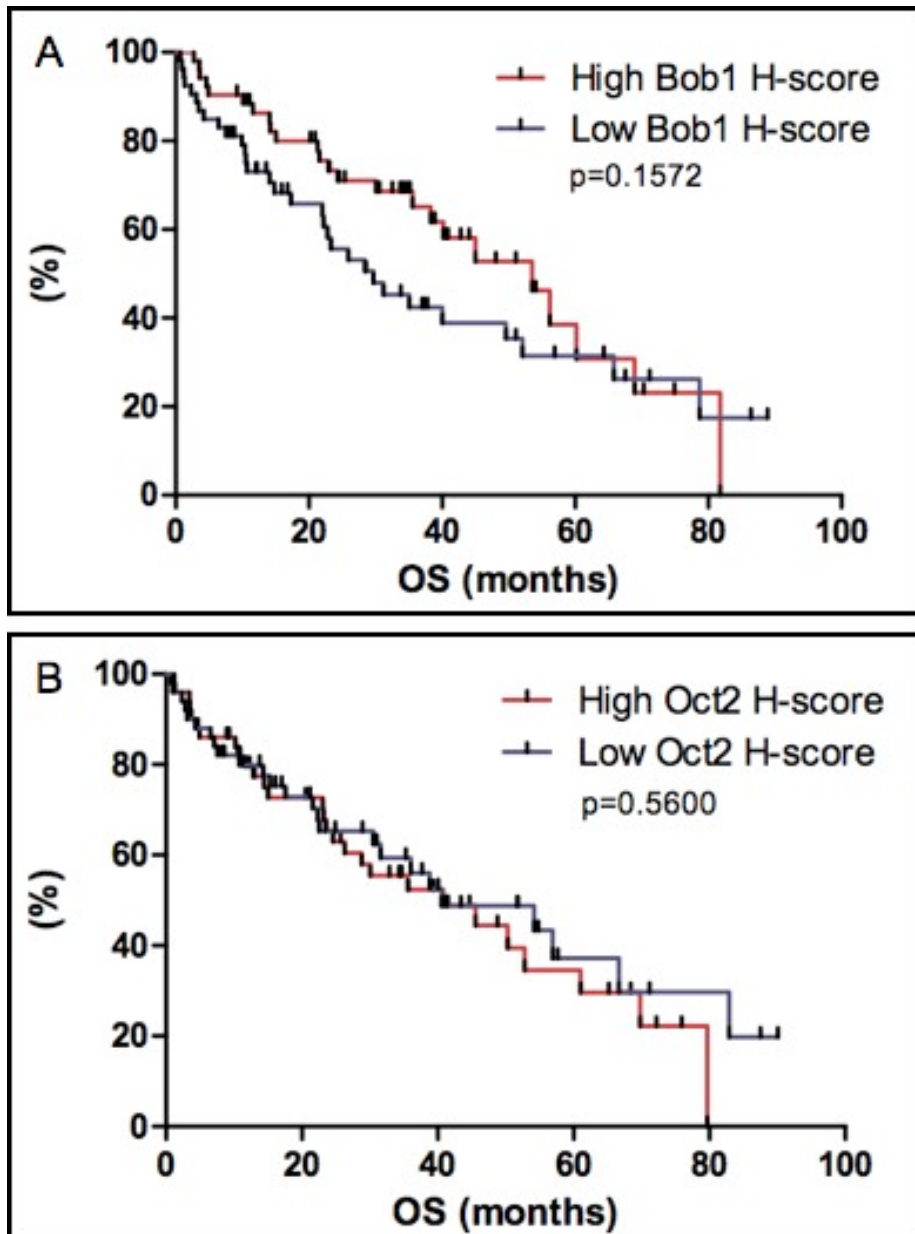 A
100
80
60
40
20
0
(%)
High Bob1 H-score
Low Bob1 H-score
p=0.1572
0 20 40 60 80 100
OS (months)
B
100
80
60
40
20
0
(%)
High Oct2 H-score
Low Oct2 H-score
p=0.5600
0 20 40 60 80 100
OS (months)